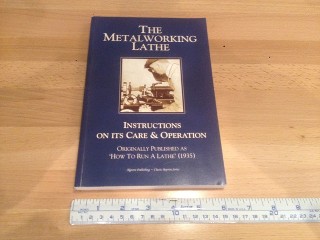 THE
METALWORKING
LATHE
INSTRUCTIONS
ON ITS CARE & OPERATION
ORIGINALLY PUBLISHED AS
'HOW TO RUN A LATHE' (1935)